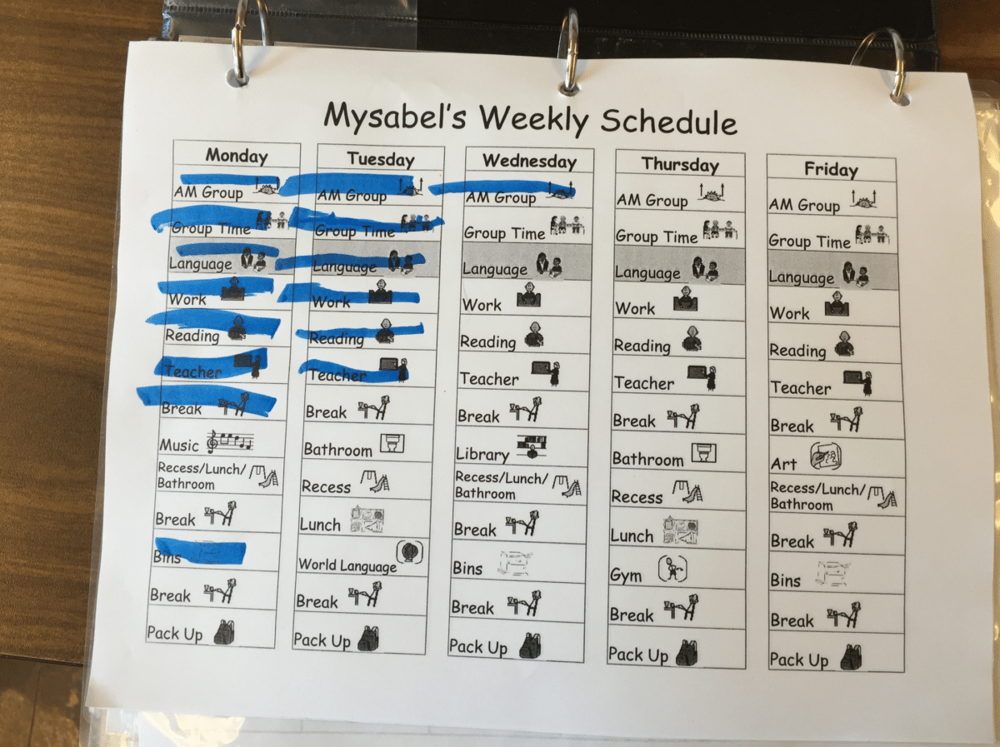 Mysabel's Weekly Schedule
Monday
AM Group
Group Time
Language
Work
Reading
Teacher
Break
Music
Recess/Lunch/
Bathroom
Break
Bins
Break
Pack Up
Tuesday
AM Group
Group Time
Language
Work
Reading
Teacher
Break
Bathroom
Recess
Lunch
World Language
Break
Pack Up
Wednesday
AM Group
Group Time
Language
Work
Reading
Teacher
Break
Library
Recess/Lunch/
Bathroom
Break
Bins
Break
Pack Up
Thursday
AM Group
Group Time
Language
Work
Reading
Teacher
Break
Bathroom
Recess
Lunch
Gym
Break
Pack Up
Friday
AM Group
Group Time
Language
Work
Reading
Teacher
Break
Art
Recess/Lunch/
Bathroom
Break
Bins
Break
Pack Up